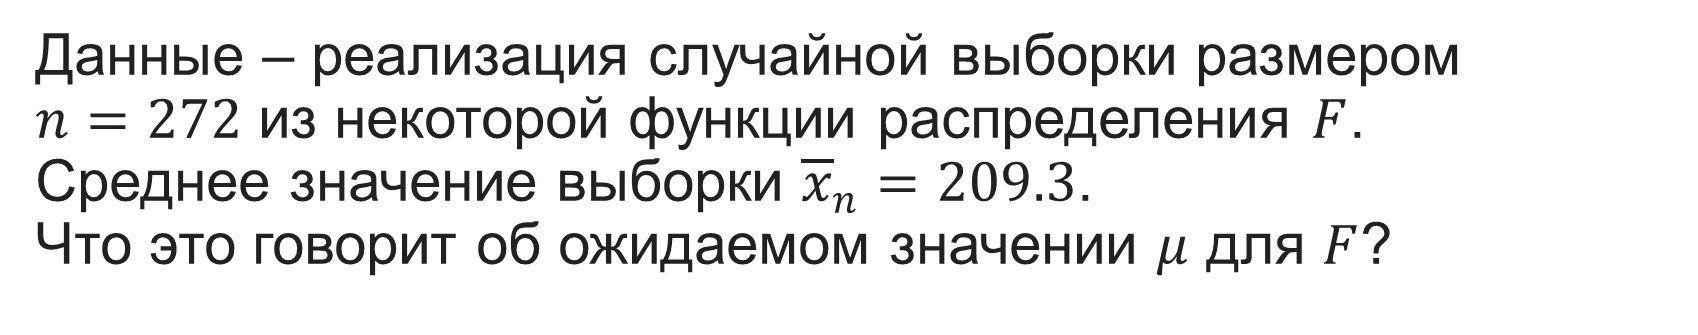 Данные – реализация случайной выборки размером
n = 272 из некоторой функции распределения F.
Среднее значение выборки x̅ₙ = 209.3.
Что это говорит об ожидаемом значении μ для F?